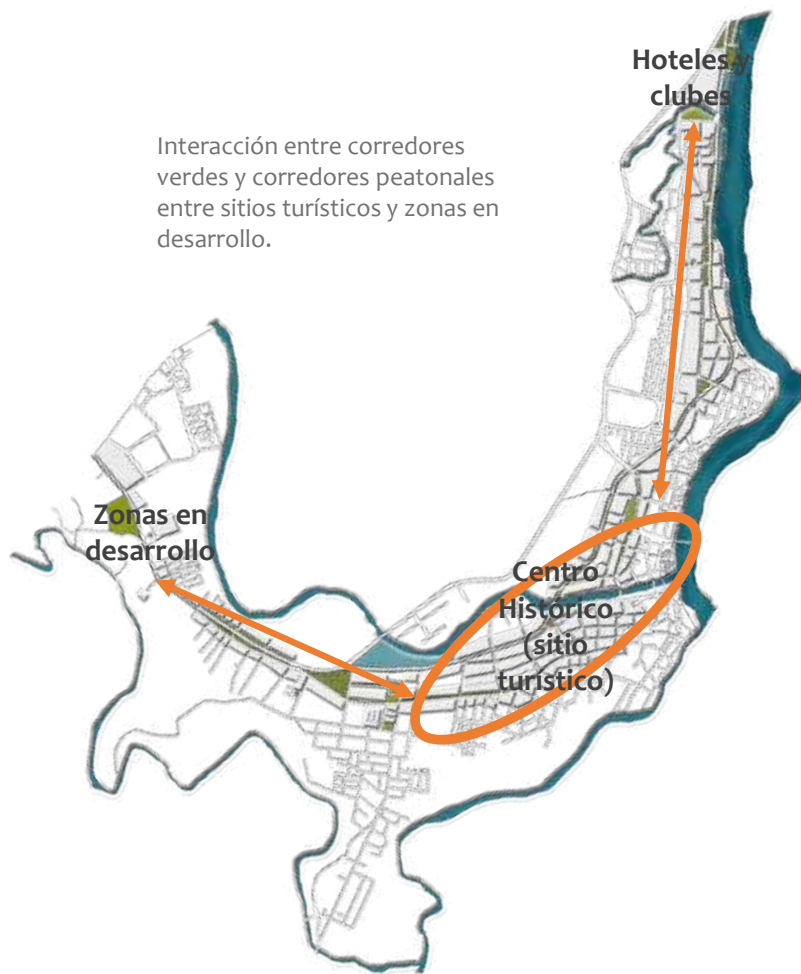 Hoteles y
clubes
Interacción entre corredores
verdes y corredores peatonales
entre sitios turísticos y zonas en
desarrollo.
Zonas en
desarrollo
Centro
Histórico
(sitio
turístico)